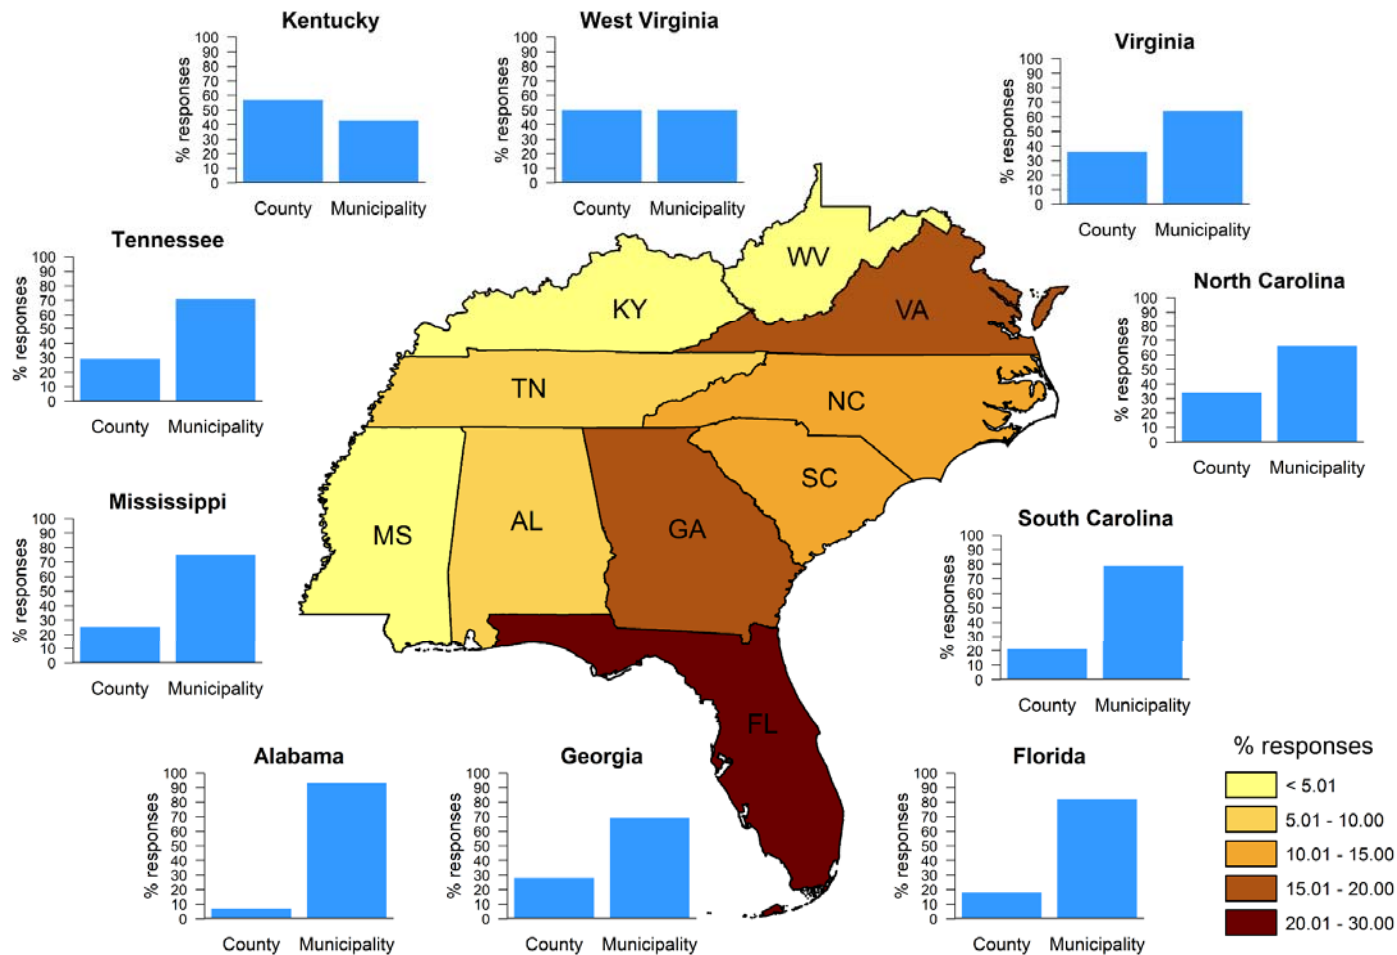 Kentucky
% responses
100
90
80
70
60
50
40
30
20
10
0
County Municipality
West Virginia
% responses
100
90
80
70
60
50
40
30
20
10
0
County Municipality
Virginia
% responses
100
90
80
70
60
50
40
30
20
10
0
County Municipality
Tennessee
% responses
100
90
80
70
60
50
40
30
20
10
0
County Municipality
North Carolina
% responses
100
90
80
70
60
50
40
30
20
10
0
County Municipality
WV
KY
VA
TN
NC
SC
MS
AL
GA
FL
Mississippi
% responses
100
90
80
70
60
50
40
30
20
10
0
County Municipality
South Carolina
% responses
100
90
80
70
60
50
40
30
20
10
0
County Municipality
Alabama
% responses
100
90
80
70
60
50
40
30
20
10
0
County Municipality
Georgia
% responses
100
90
80
70
60
50
40
30
20
10
0
County Municipality
Florida
% responses
100
90
80
70
60
50
40
30
20
10
0
County Municipality
% responses
< 5.01
5.01 - 10.00
10.01 - 15.00
15.01 - 20.00
20.01 - 30.00